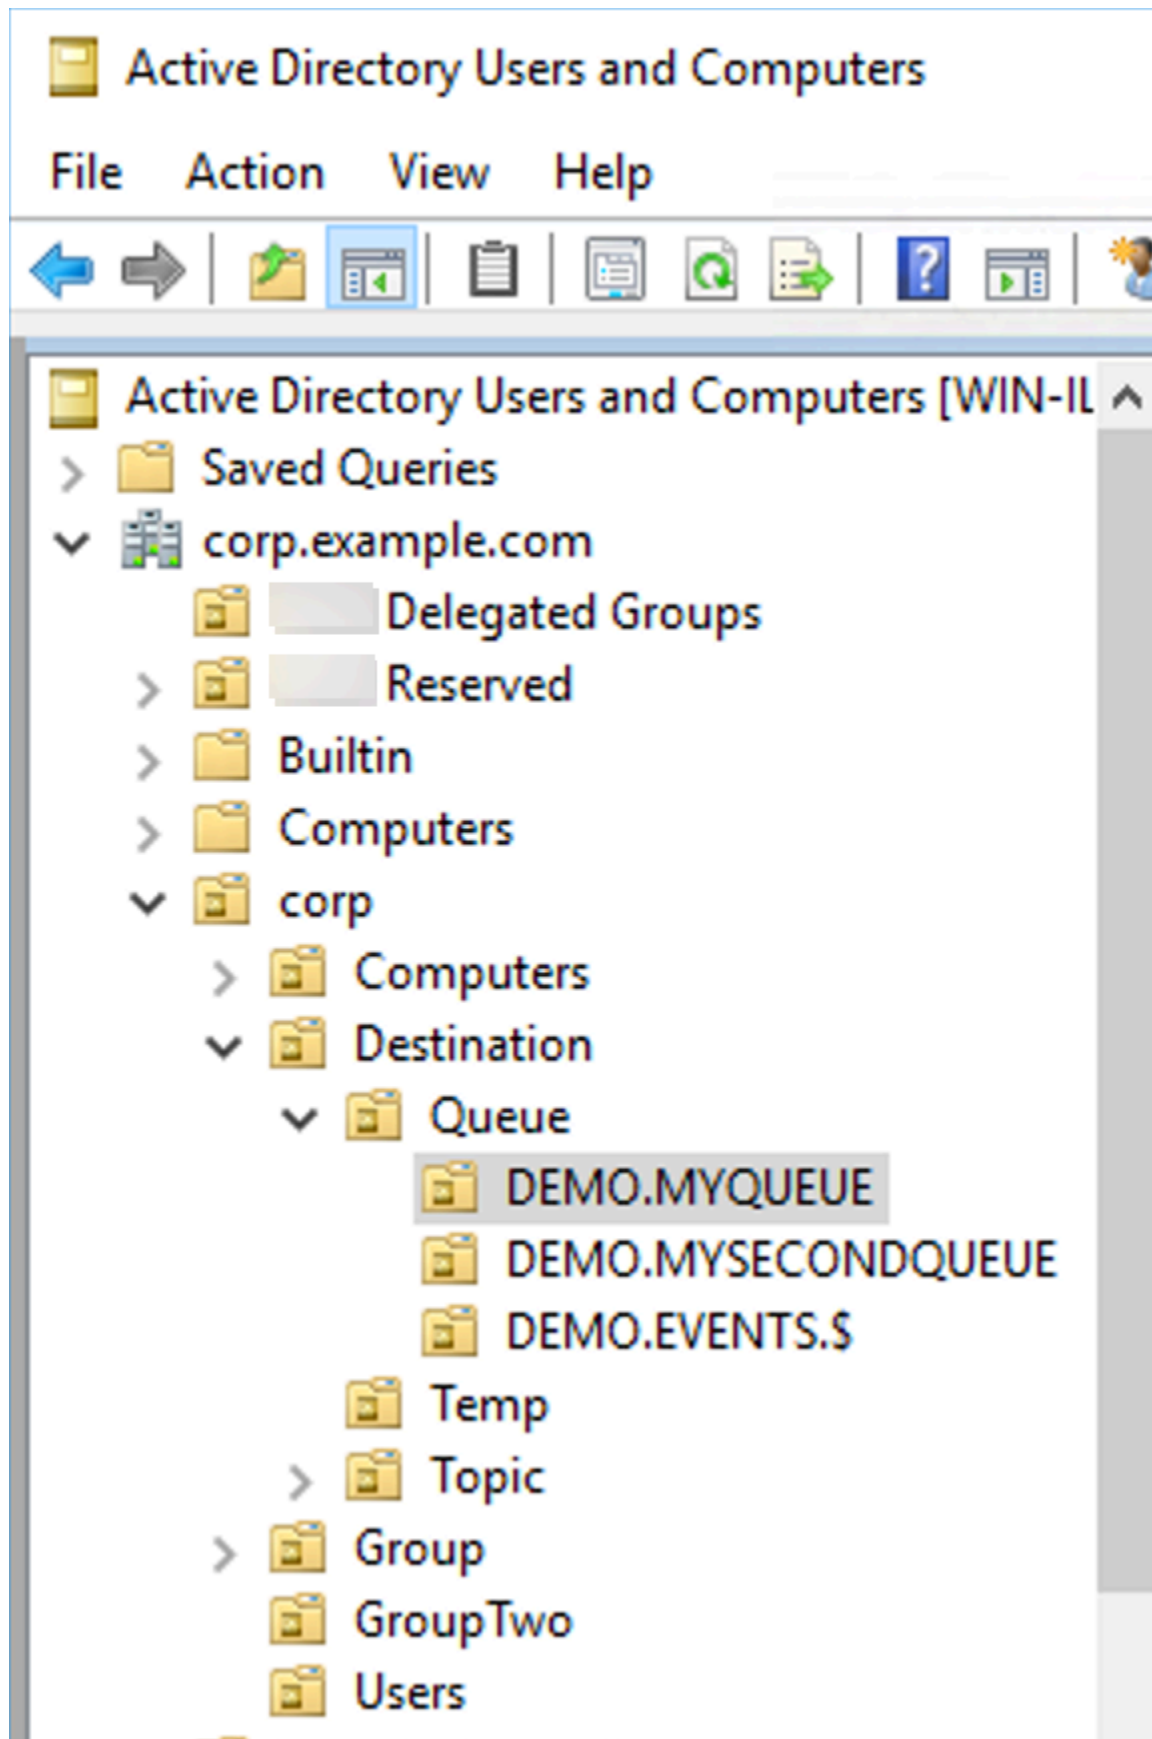 Active Directory Users and Computers
File Action View Help
Active Directory Users and Computers [WIN-IL
Saved Queries
corp.example.com
Delegated Groups
Reserved
Builtin
Computers
corp
Computers
Destination
Queue
DEMO.MYQUEUE
DEMO.MYSECONDQUEUE
DEMO.EVENTS.$
Temp
Topic
Group
GroupTwo
Users